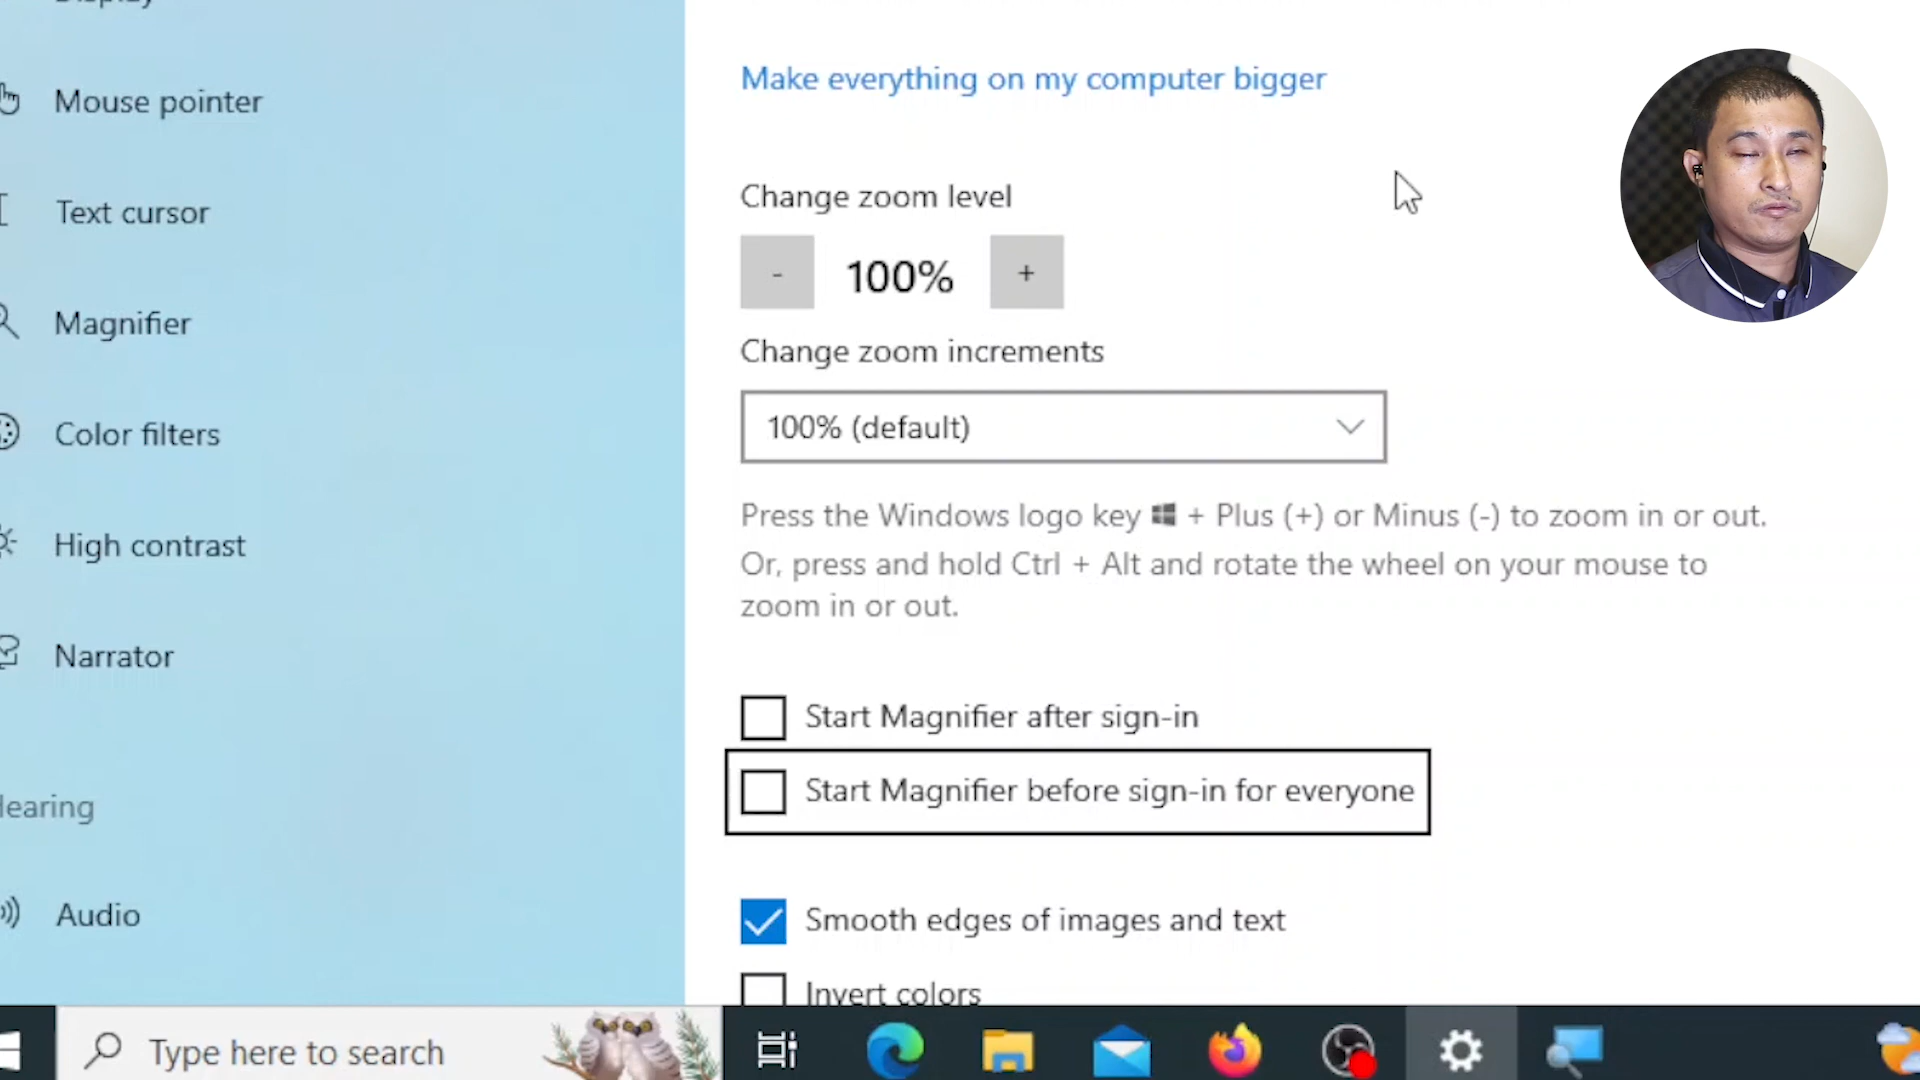 Display
Mouse pointer
Text cursor
Magnifier
Color filters
High contrast
Narrator
Hearing
Audio
Make everything on my computer bigger
Change zoom level
- 100% +
Change zoom increments
100% (default)
Press the Windows logo key + Plus (+) or Minus (-) to zoom in or out.
Or, press and hold Ctrl + Alt and rotate the wheel on your mouse to
zoom in or out.
Start Magnifier after sign-in
Start Magnifier before sign-in for everyone
Smooth edges of images and text
Invert colors
Type here to search